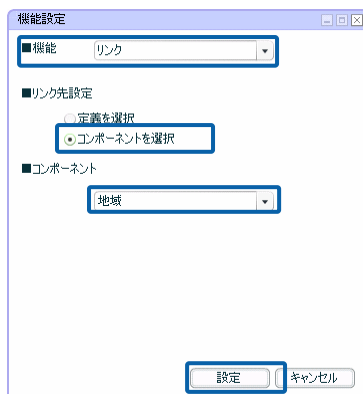 機能設定
■機能 リンク
■リンク先設定
定義を選択
コンポーネントを選択
■コンポーネント
地域
設定 キャンセル